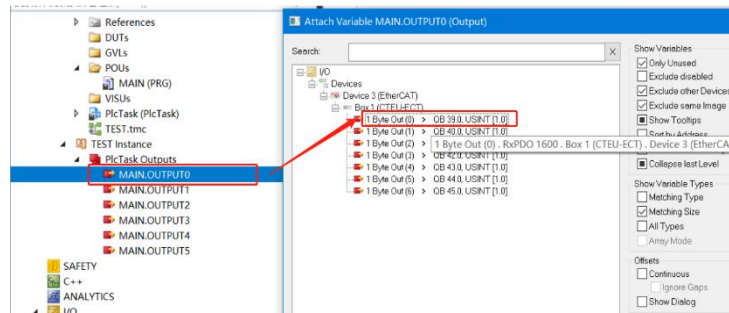 References
DUTs
GVLs
POUs
MAIN (PRG)
VISUs
PlcTask (PlcTask)
TEST.tmc
TEST Instance
PlcTask Outputs
MAIN.OUTPUT0
MAIN.OUTPUT1
MAIN.OUTPUT2
MAIN.OUTPUT3
MAIN.OUTPUT4
MAIN.OUTPUT5
SAFETY
C++
ANALYTICS
I/O
Attach Variable MAIN.OUTPUT0 (Output)
Search:
I/O
Devices
Device 3 (EtherCAT)
Box 1 (CTEU-ECT)
1 Byte Out (0) > QB 39.0, USINT [1.0]
1 Byte Out (1) > QB 40.0, USINT [1.0]
1 Byte Out (2) >
1 Byte Out (0) . RxPDO 1600 . Box 1 (CTEU-ECT) . Device 3 (EtherCA
1 Byte Out (3) > QB 42.0, USINT [1.0]
1 Byte Out (4) > QB 43.0, USINT [1.0]
1 Byte Out (5) > QB 44.0, USINT [1.0]
1 Byte Out (6) > QB 45.0, USINT [1.0]
Show Variables
Only Unused
Exclude disabled
Exclude other Devices
Exclude same Image
Show Tooltips
Sort by Address
Collapse last Level
Show Variable Types
Matching Type
Matching Size
All Types
Array Mode
Offsets
Continuous
Ignore Gaps
Show Dialog